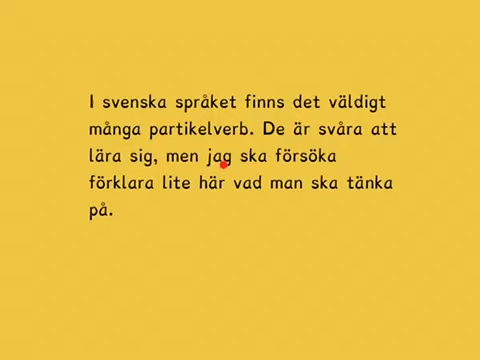 I svenska språket finns det väldigt
många partikelverb. De är svåra att
lära sig, men jag ska försöka
förklara lite här vad man ska tänka
på.